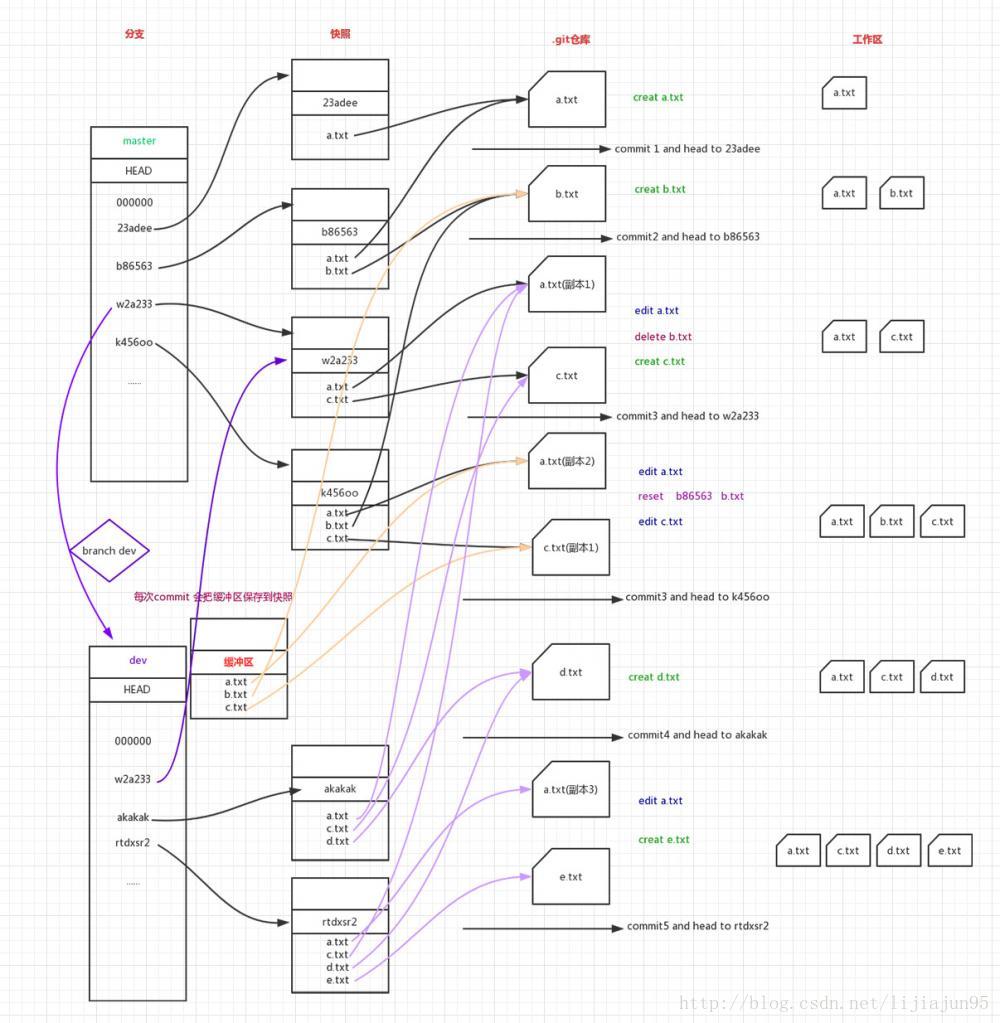 分支
快照
.git仓库
工作区
master
HEAD
000000
23adee
b86563
w2a233
k456oo
......
branch dev
每次commit 会把缓冲区保存到快照
dev
HEAD
000000
w2a233
akakak
rtdxsr2
......
缓冲区
a.txt
b.txt
c.txt
23adee
a.txt
b86563
a.txt
b.txt
w2a233
a.txt
c.txt
k456oo
a.txt
b.txt
c.txt
akakak
a.txt
c.txt
d.txt
rtdxsr2
a.txt
c.txt
d.txt
e.txt
a.txt
b.txt
a.txt(副本1)
c.txt
a.txt(副本2)
c.txt(副本1)
d.txt
a.txt(副本3)
e.txt
creat a.txt
commit 1 and head to 23adee
creat b.txt
commit2 and head to b86563
edit a.txt
delete b.txt
creat c.txt
commit3 and head to w2a233
edit a.txt
reset b86563 b.txt
edit c.txt
commit3 and head to k456oo
creat d.txt
commit4 and head to akakak
edit a.txt
creat e.txt
commit5 and head to rtdxsr2
a.txt
a.txt b.txt
a.txt c.txt
a.txt b.txt c.txt
a.txt c.txt d.txt
a.txt c.txt d.txt e.txt
http://blog.csdn.net/lijiajun95